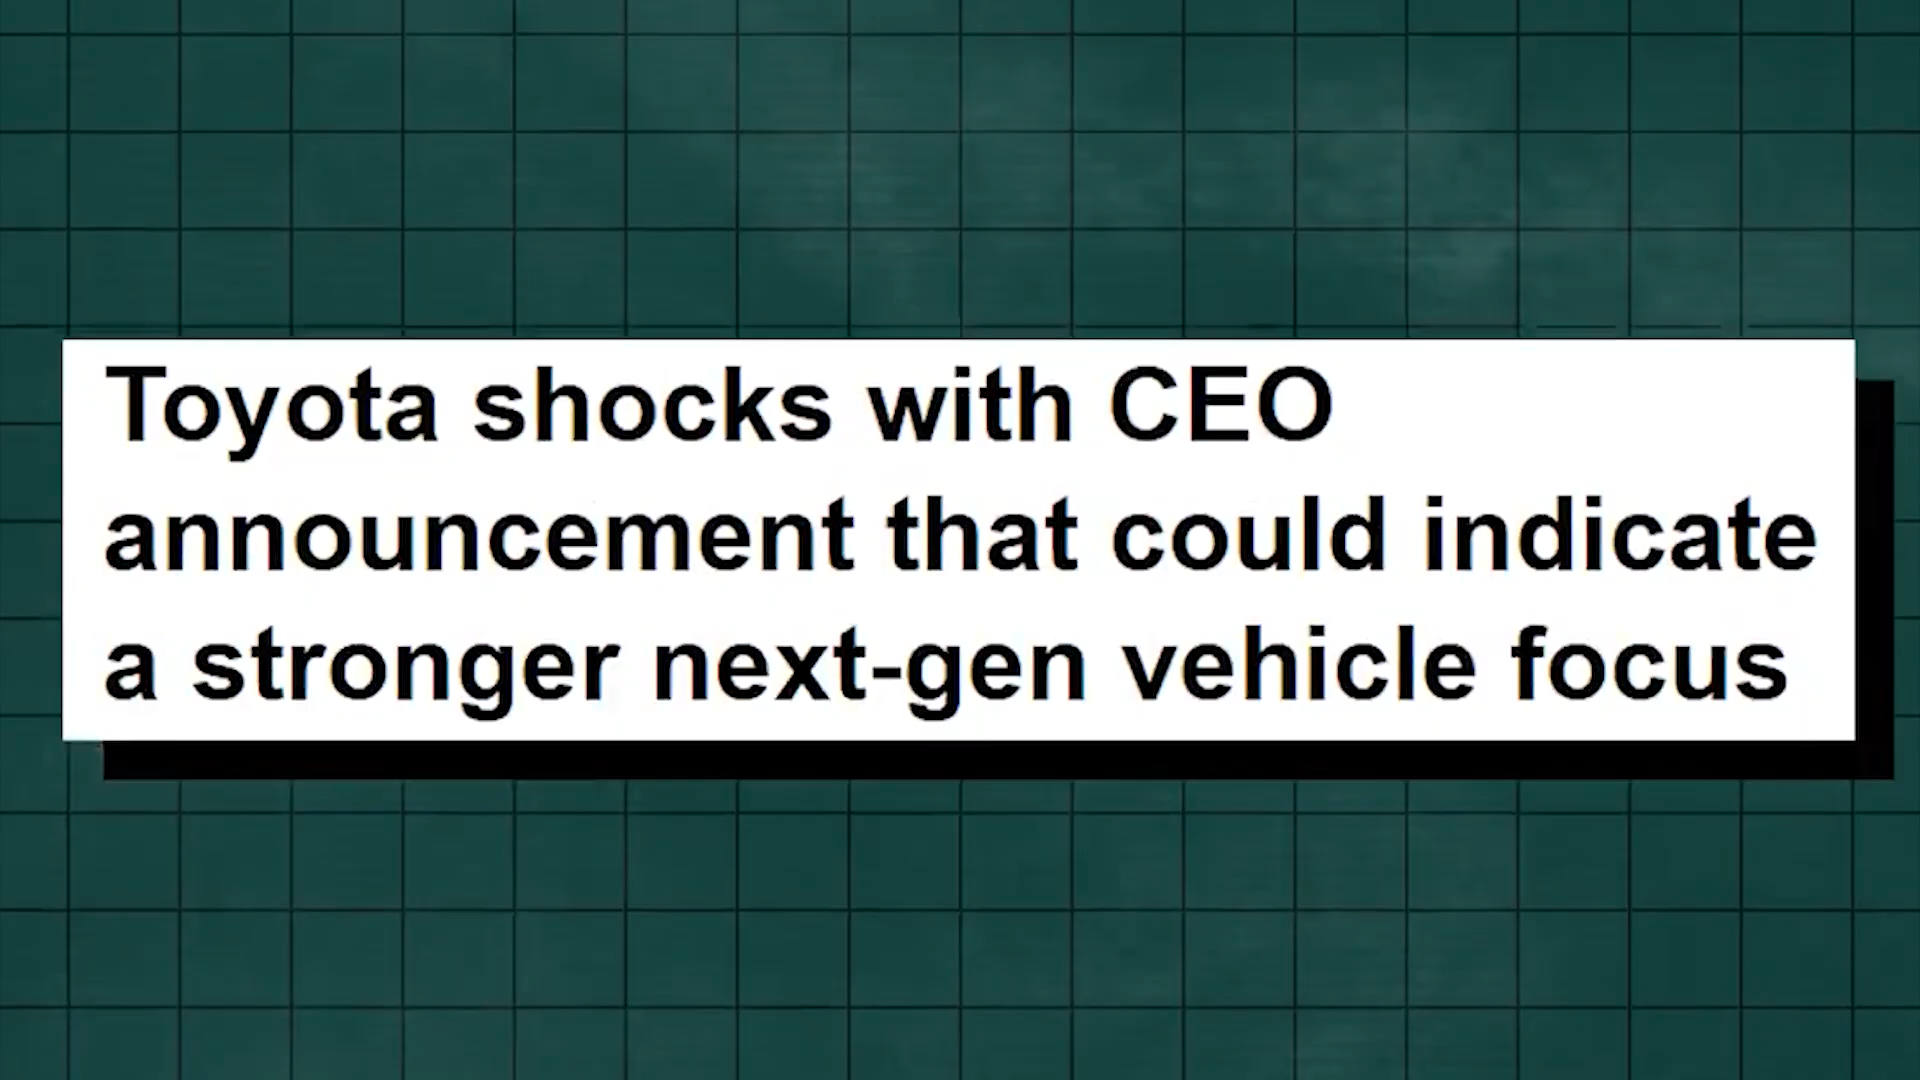 Toyota shocks with CEO
announcement that could indicate
a stronger next-gen vehicle focus